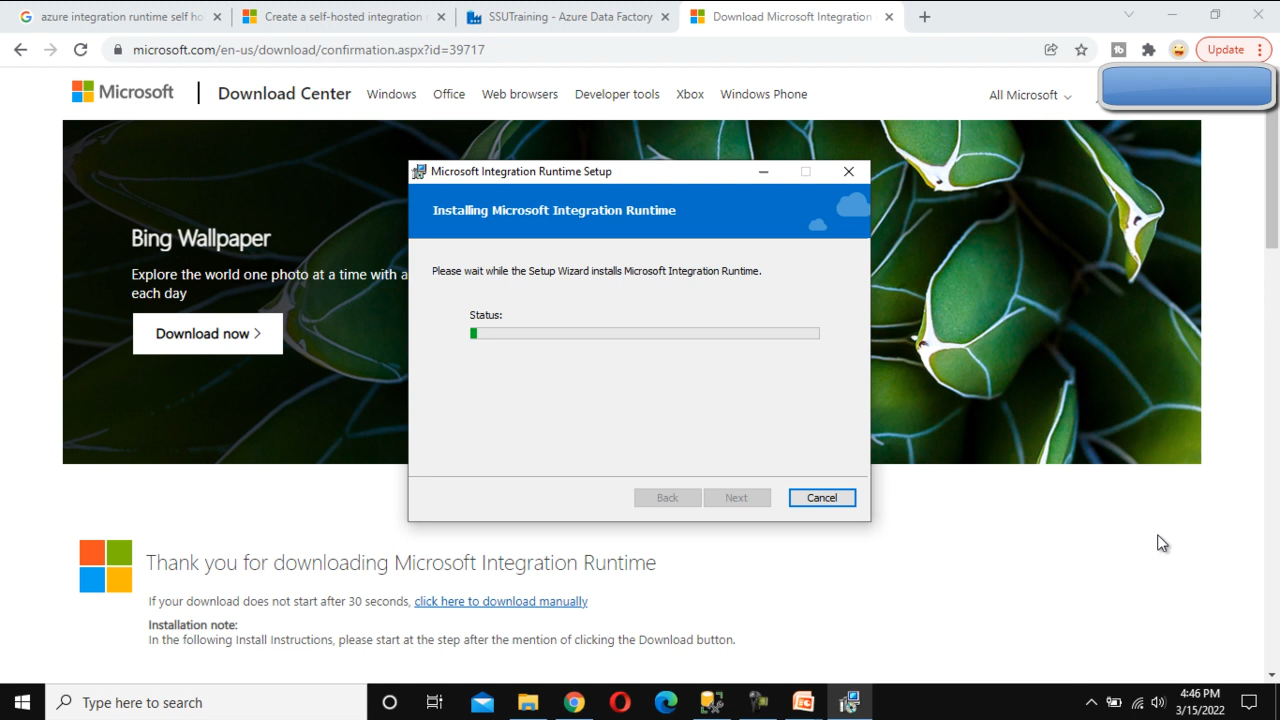 azure integration runtime self ho
Create a self-hosted integration
SSUTraining - Azure Data Factory
Download Microsoft Integration
microsoft.com/en-us/download/confirmation.aspx?id=39717
tb
Update
Microsoft
Download Center
Windows
Office
Web browsers
Developer tools
Xbox
Windows Phone
All Microsoft
Microsoft Integration Runtime Setup
Installing Microsoft Integration Runtime
Bing Wallpaper
Explore the world one photo at a time with a
each day
Download now
Please wait while the Setup Wizard installs Microsoft Integration Runtime.
Status:
Back
Next
Cancel
Thank you for downloading Microsoft Integration Runtime
If your download does not start after 30 seconds, click here to download manually
Installation note:
In the following Install Instructions, please start at the step after the mention of clicking the Download button.
Type here to search
4:46 PM
3/15/2022